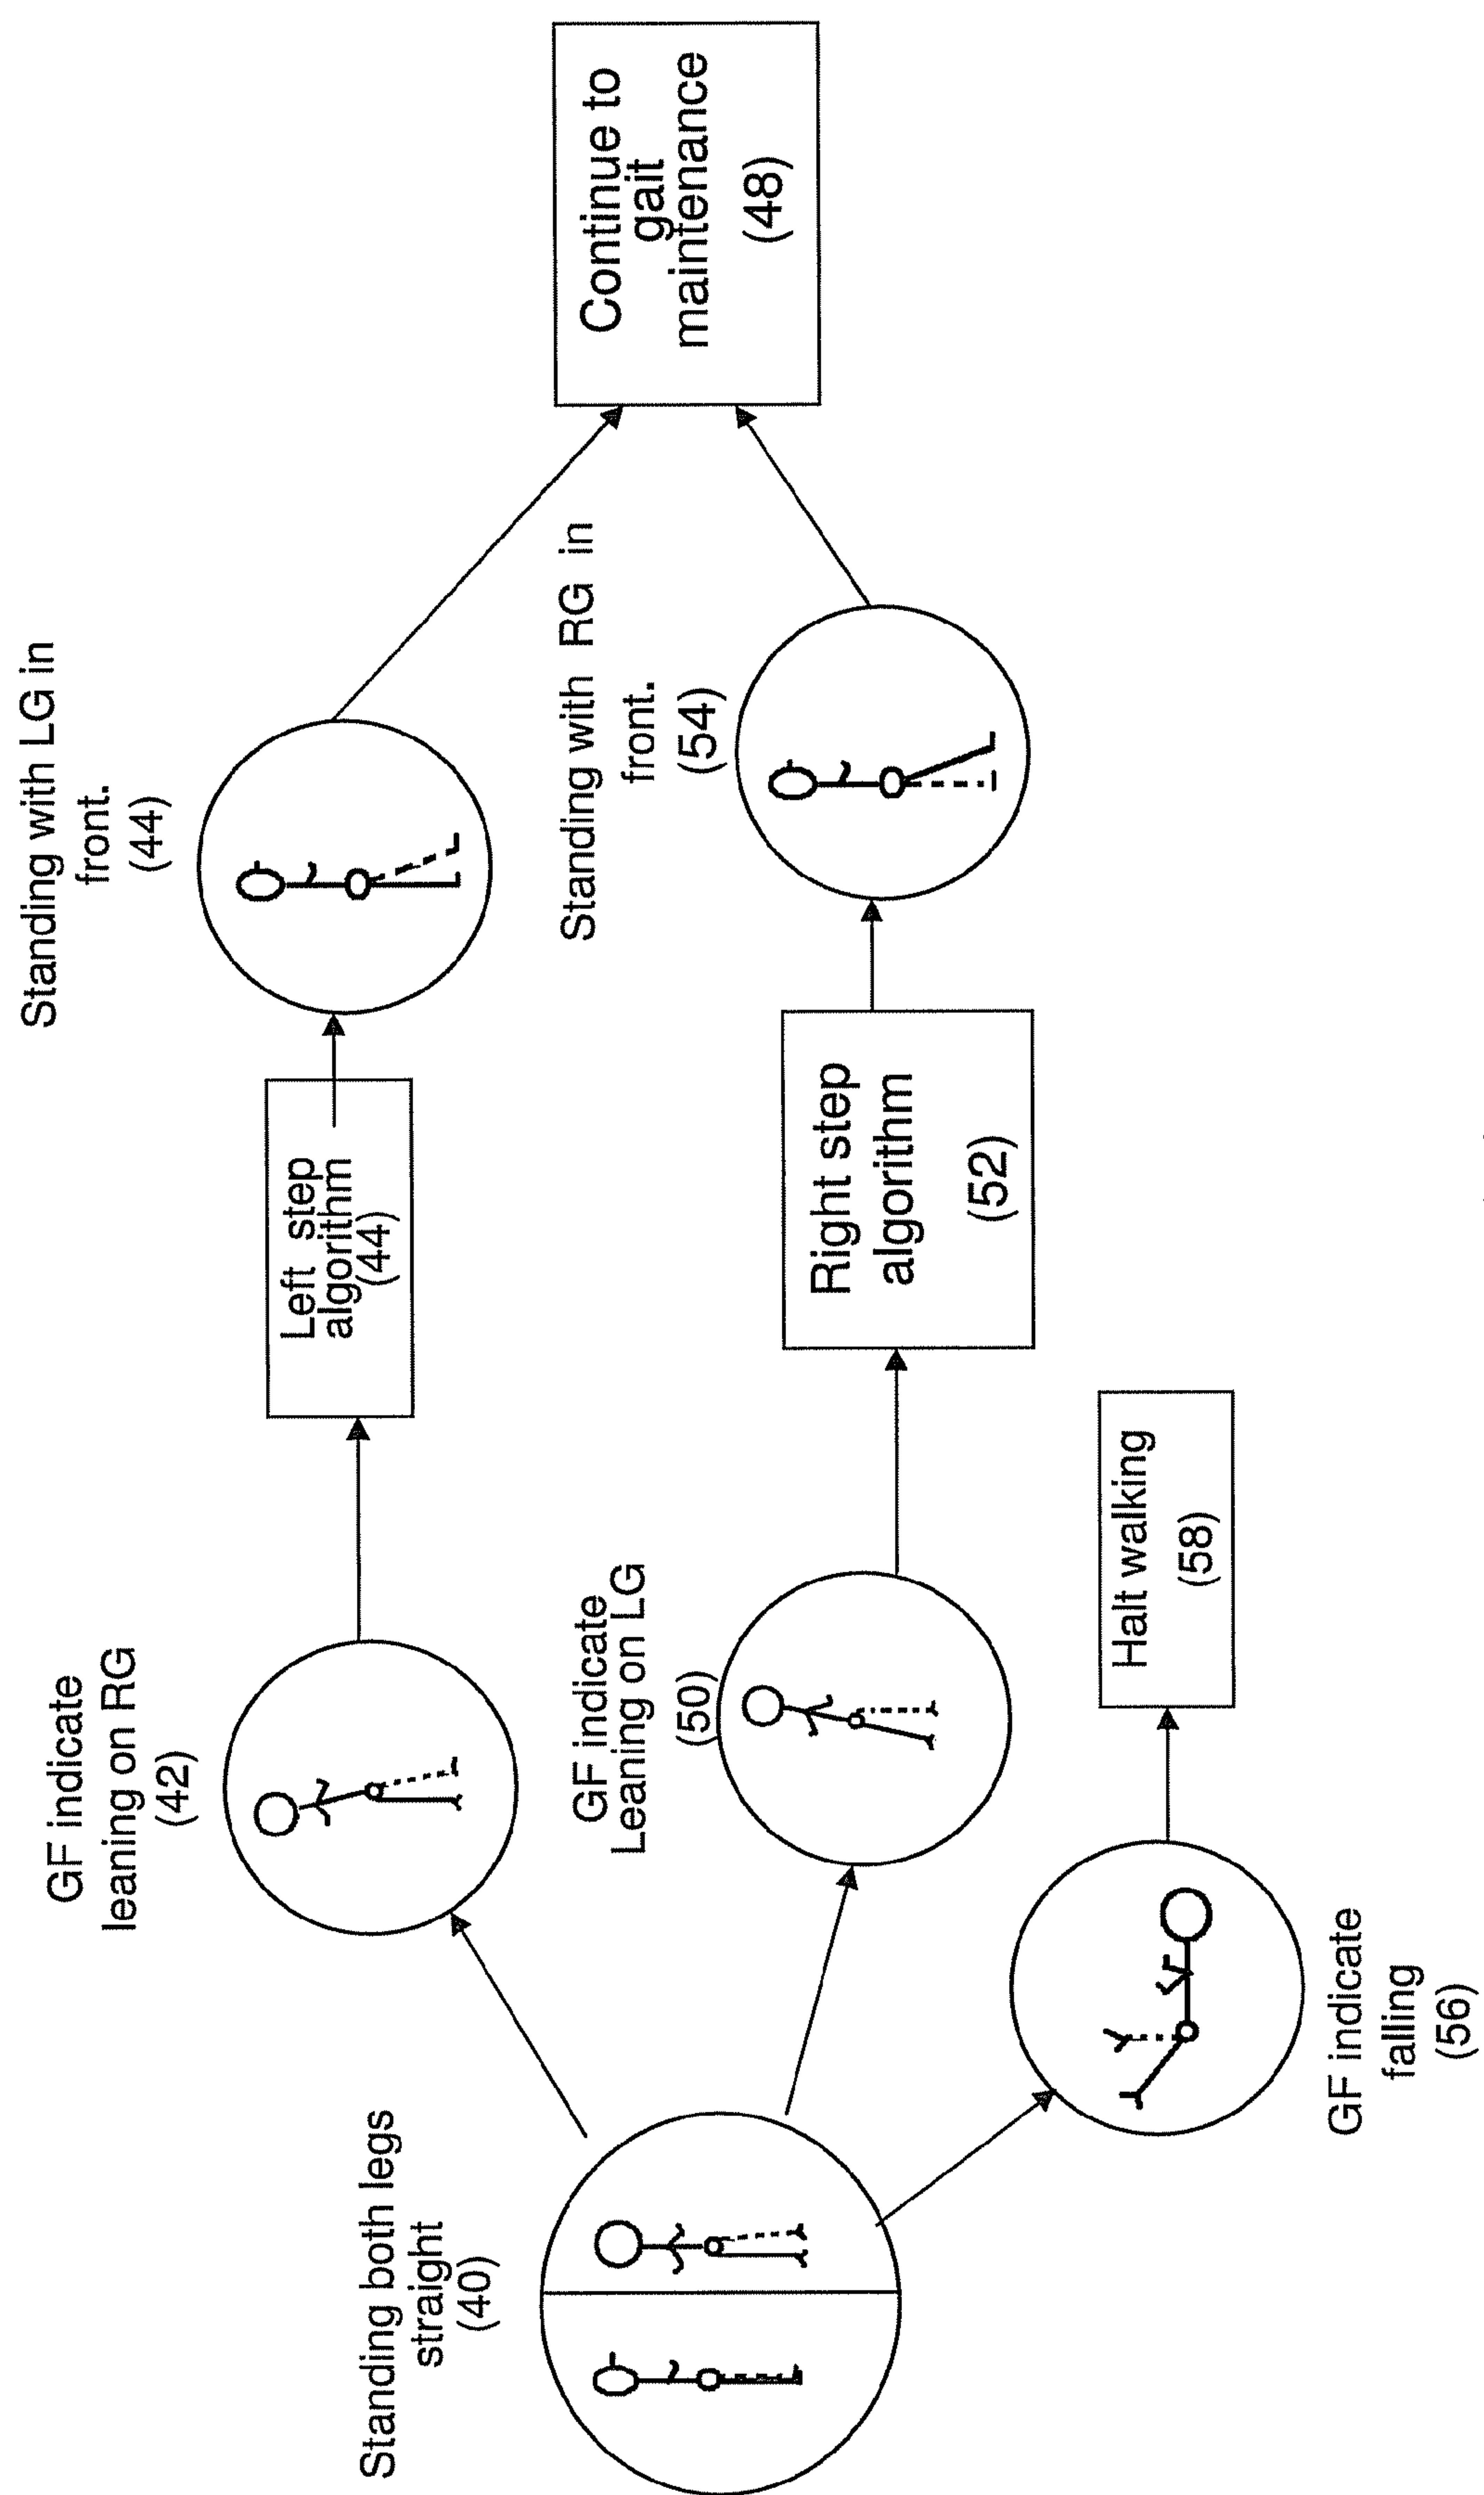 Standing both legs
straight
(40)
GF indicate
leaning on RG
(42)
Left step
algorithm
(44)
Standing with LG in
front.
(44)
GF indicate
Leaning on LG
(50)
Right step
algorithm
(52)
Standing with RG in
front.
(54)
Continue to
gait
maintenance
(48)
GF indicate
falling
(56)
Halt walking
(58)